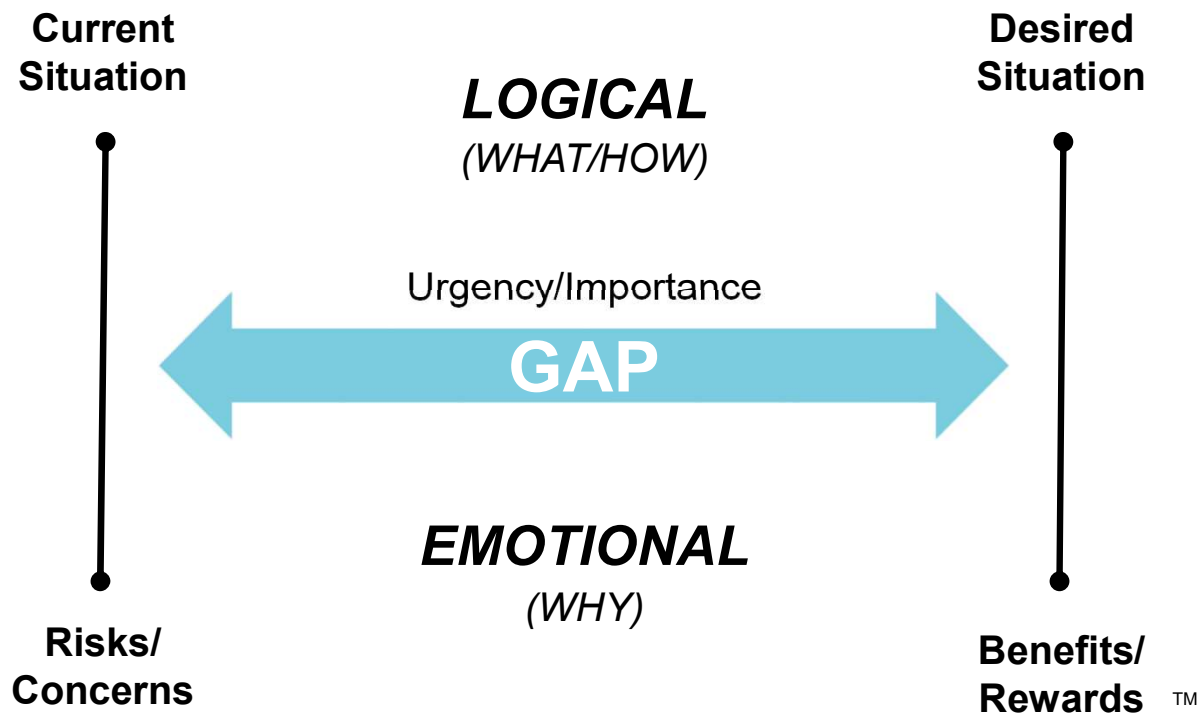 Current
Situation
Desired
Situation
LOGICAL
(WHAT/HOW)
Urgency/Importance
GAP
EMOTIONAL
(WHY)
Risks/
Concerns
Benefits/
Rewards TM